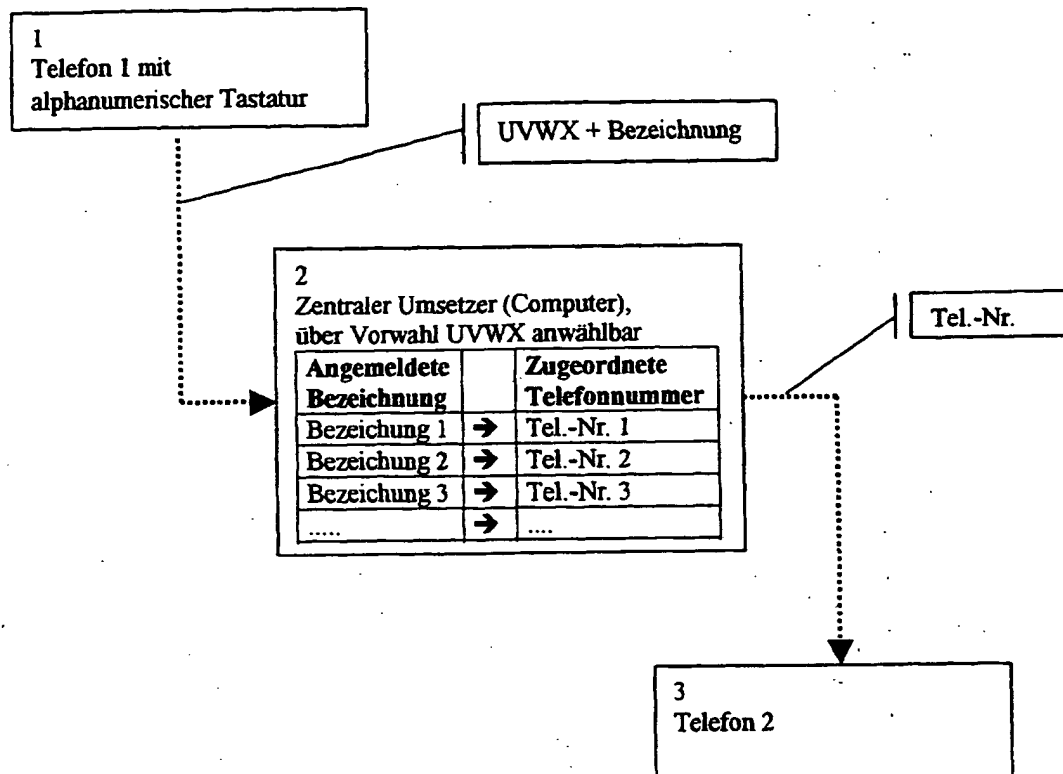 1
Telefon 1 mit
alphanumerischer Tastatur
UVWX + Bezeichnung
2
Zentraler Umsetzer (Computer),
über Vorwahl UVWX anwählbar
Angemeldete Bezeichnung Zugeordnete Telefonnummer
Bezeichung 1 ➔ Tel.-Nr. 1
Bezeichung 2 ➔ Tel.-Nr. 2
Bezeichung 3 ➔ Tel.-Nr. 3
..... ➔ ....
Tel.-Nr.
3
Telefon 2